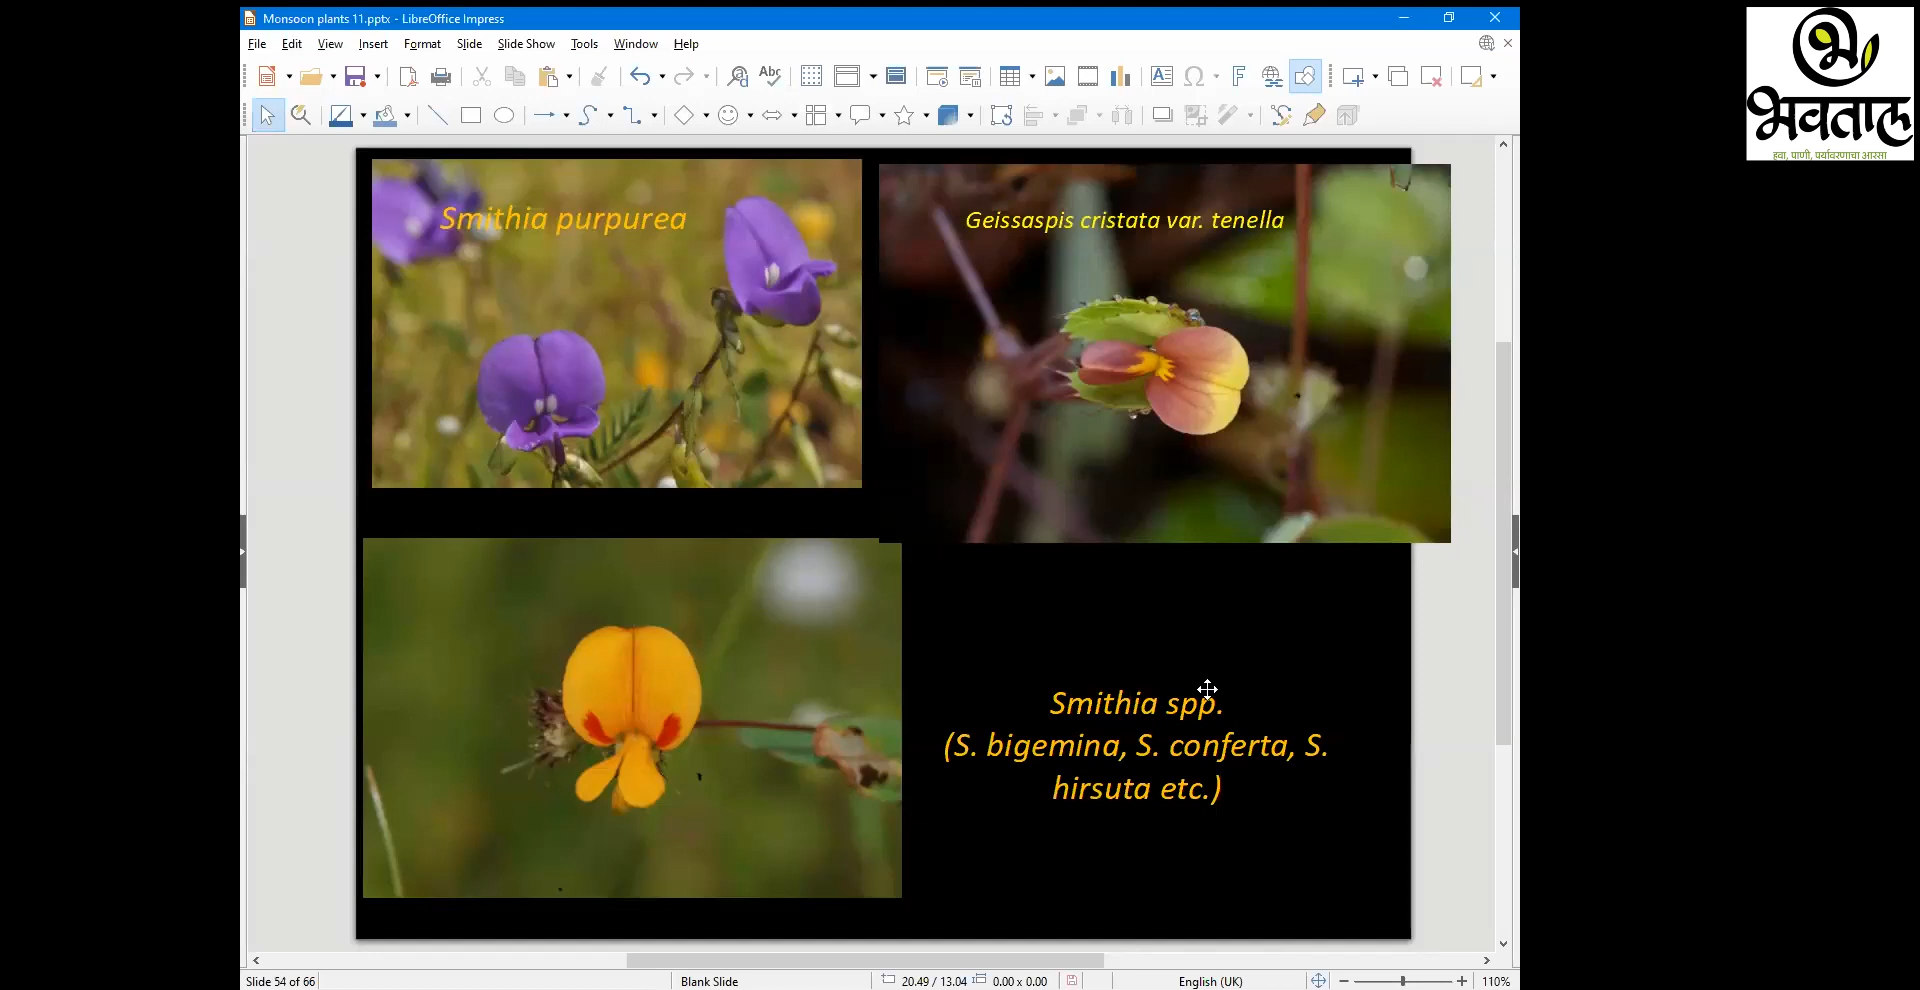 Monsoon plants 11.pptx - LibreOffice Impress
File Edit View Insert Format Slide Slide Show Tools Window Help
Abc
Smithia purpurea
Geissaspis cristata var. tenella
Smithia spp.
(S. bigemina, S. conferta, S.
hirsuta etc.)
Slide 54 of 66
Blank Slide
20.49 / 13.04
0.00 x 0.00
English (UK)
110%
भ
भवताल
हवा, पाणी, पर्यावरणाचा आरसा